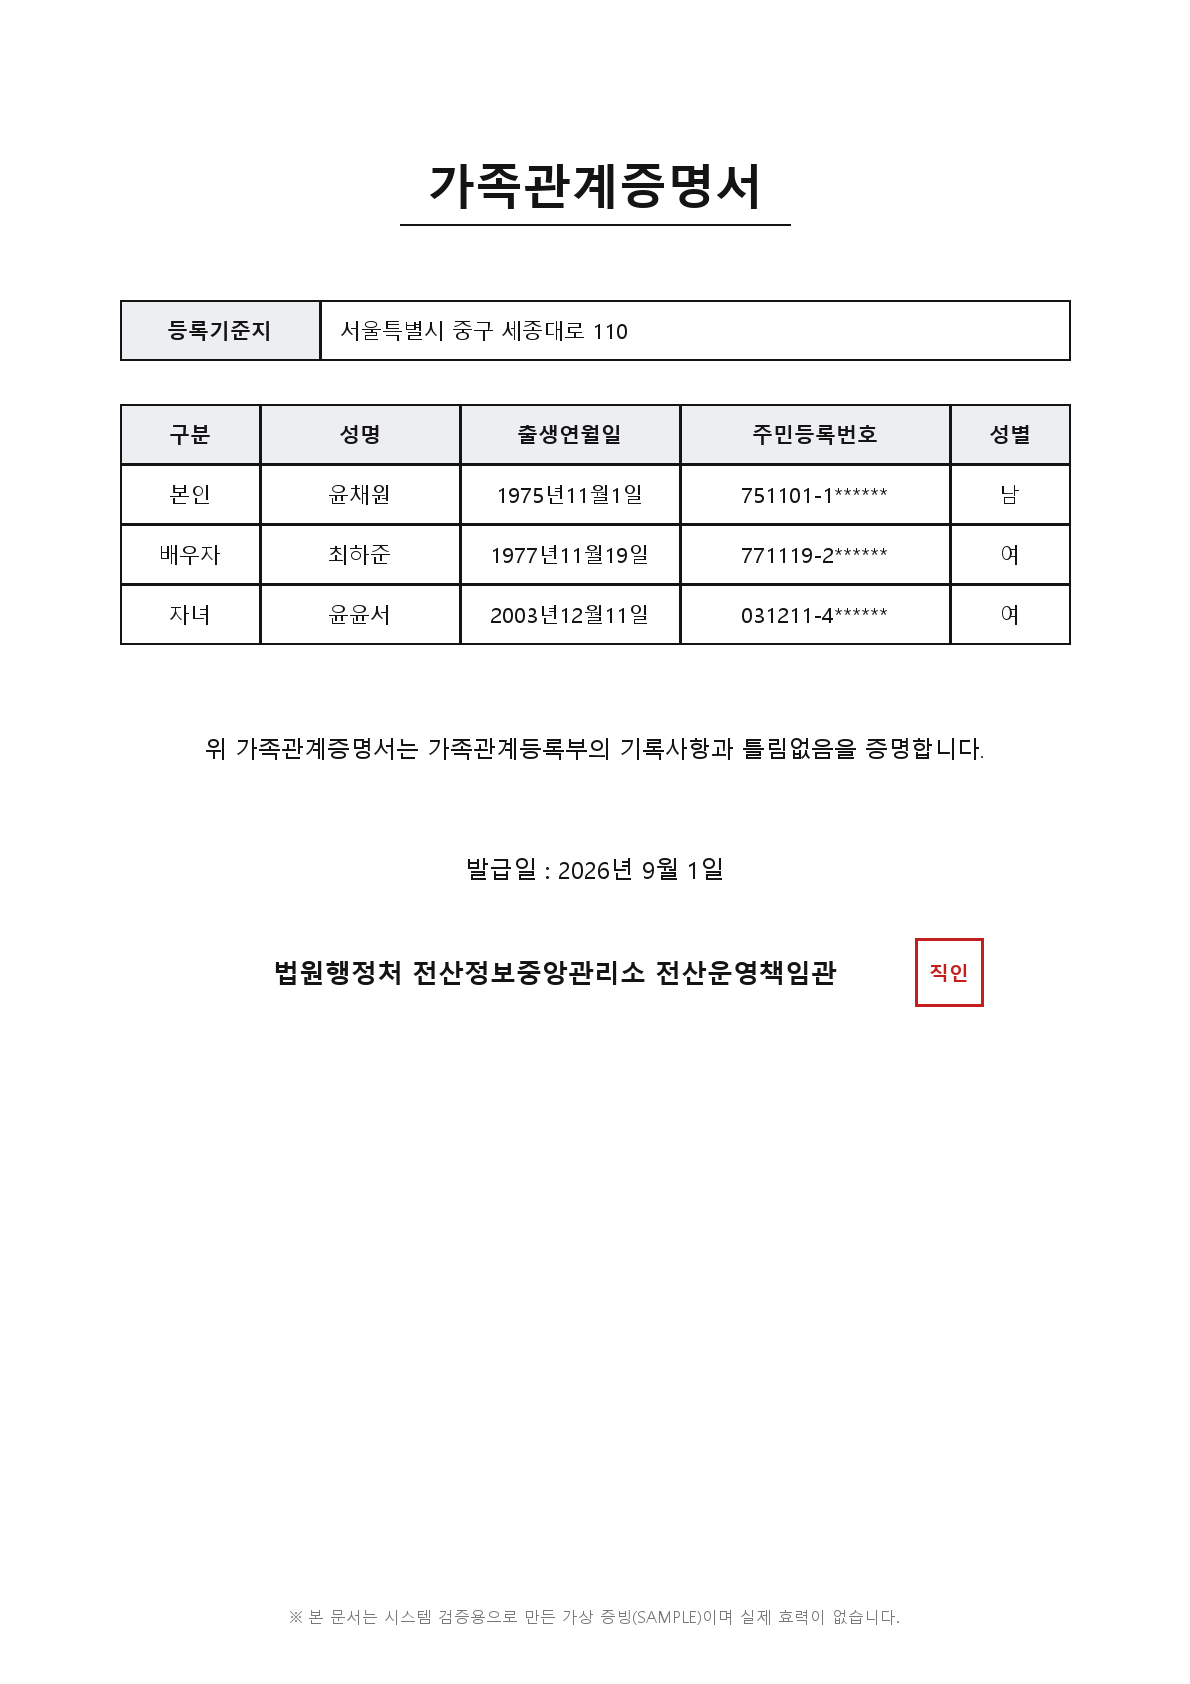 가족관계증명서
등록기준지 서울특별시 중구 세종대로 110
구분 성명 출생연월일 주민등록번호 성별
본인 윤채원 1975년11월1일 751101-1****** 남
배우자 최하준 1977년11월19일 771119-2****** 여
자녀 윤윤서 2003년12월11일 031211-4****** 여
위 가족관계증명서는 가족관계등록부의 기록사항과 틀림없음을 증명합니다.
발급일 : 2026년 9월 1일
법원행정처 전산정보중앙관리소 전산운영책임관 직인
※ 본 문서는 시스템 검증용으로 만든 가상 증빙(SAMPLE)이며 실제 효력이 없습니다.